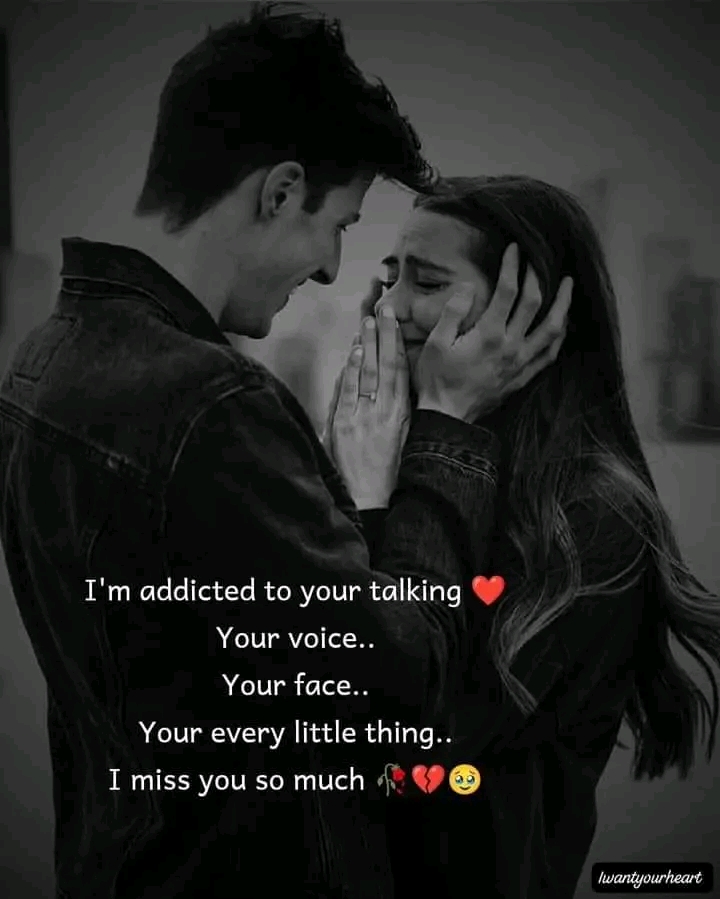 I'm addicted to your talking ❤️
Your voice..
Your face..
Your every little thing..
I miss you so much 🥀💔🥹
Iwantyourheart